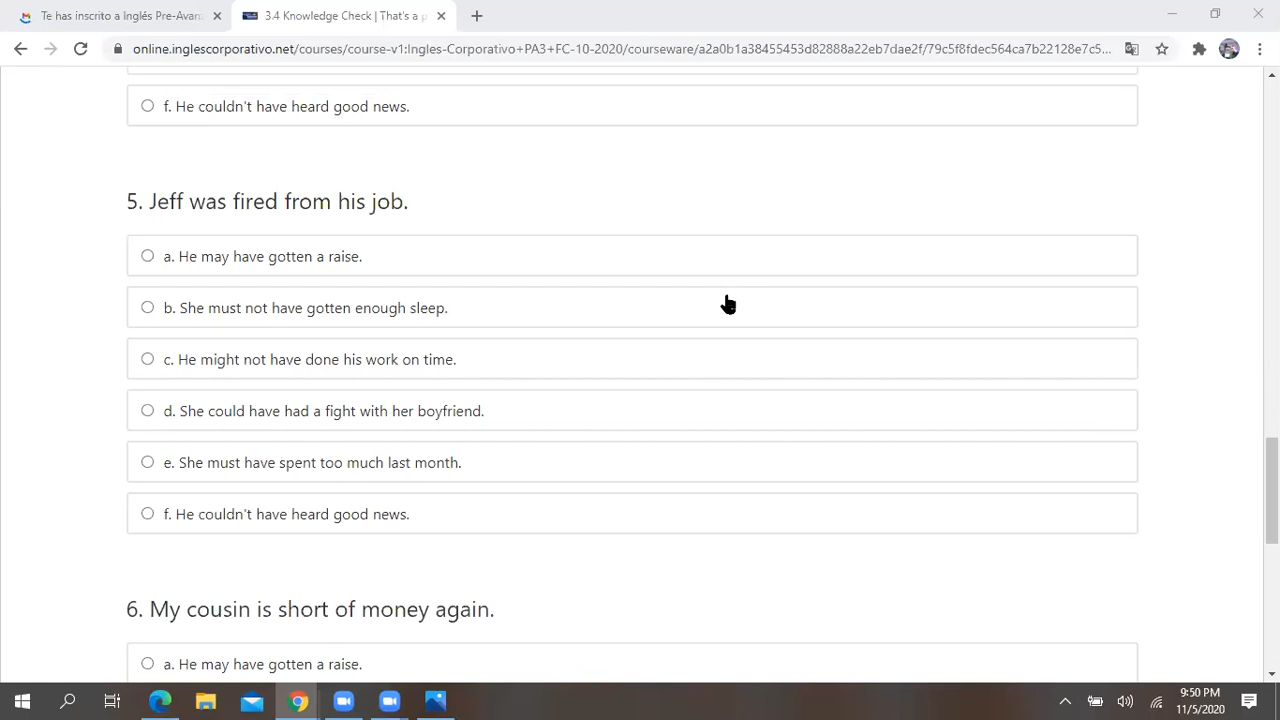 Te has inscrito a Inglés Pre-Avan
3.4 Knowledge Check | That's a p
online.inglescorporativo.net/courses/course-v1:Ingles-Corporativo+PA3+FC-10-2020/courseware/a2a0b1a38455453d82868a22eb7dae2f/79c5f8fdec564ca7b22128e7c5...
f. He couldn't have heard good news.
5. Jeff was fired from his job.
a. He may have gotten a raise.
b. She must not have gotten enough sleep.
c. He might not have done his work on time.
d. She could have had a fight with her boyfriend.
e. She must have spent too much last month.
f. He couldn't have heard good news.
6. My cousin is short of money again.
a. He may have gotten a raise.
9:50 PM
11/5/2020